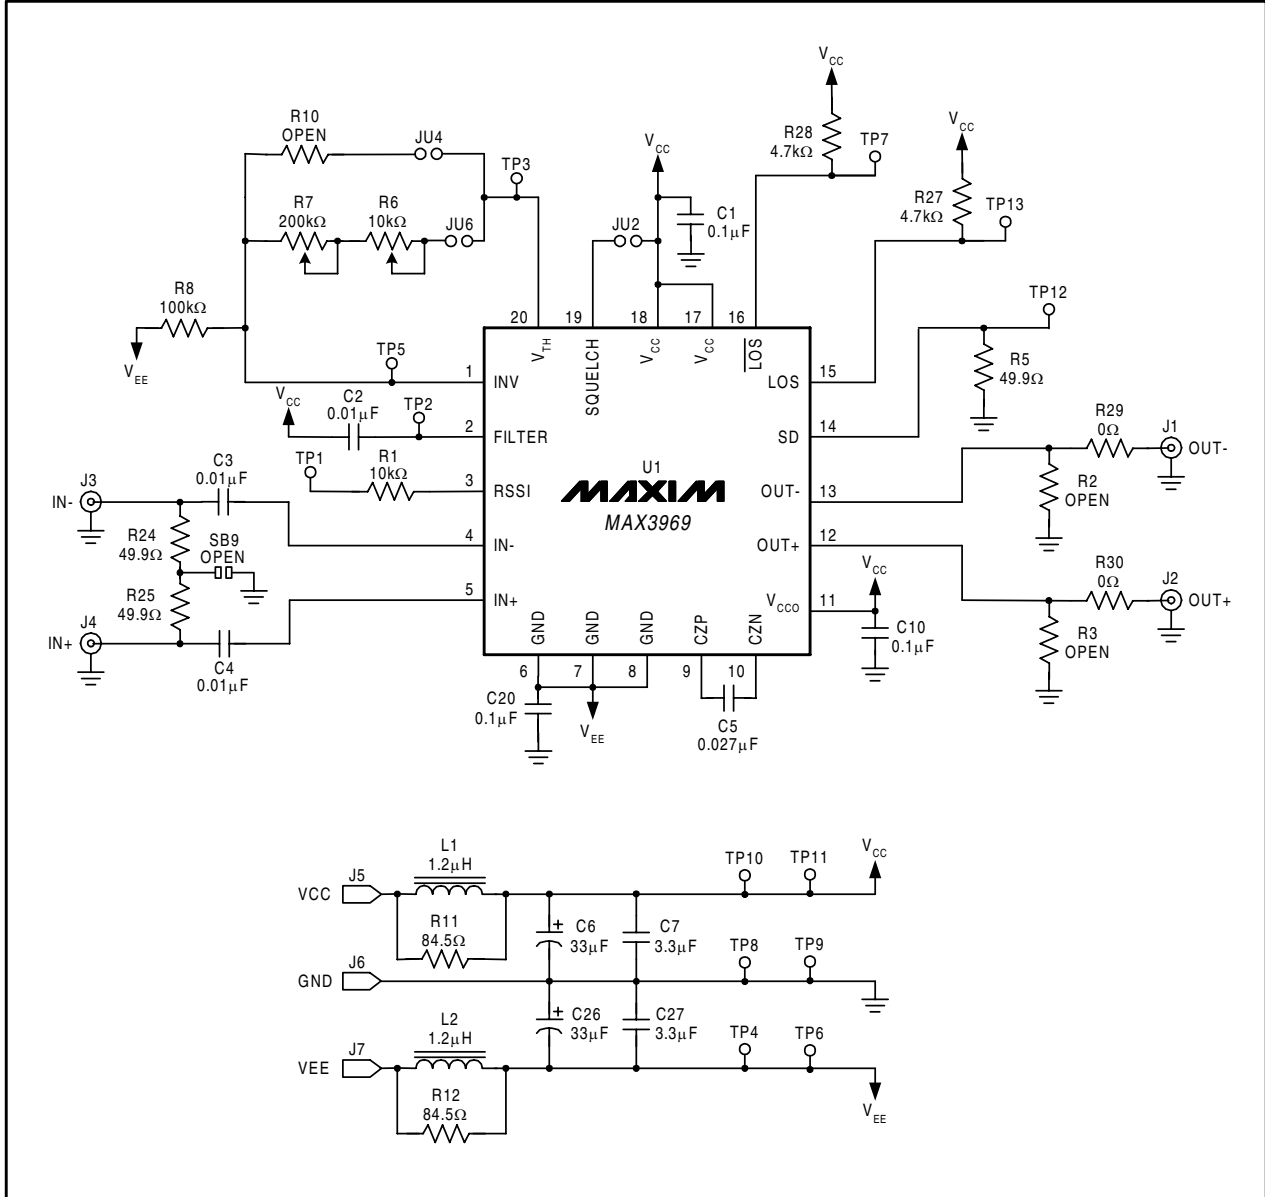 V_CC
R10
OPEN
JU4
R28
4.7kΩ
TP7
V_CC
V_CC
TP3
R7
200kΩ
R6
10kΩ
JU6
JU2
C1
0.1µF
R27
4.7kΩ
TP13
R8
100kΩ
V_EE
TP5
20
19
18
17
16
V_TH
SQUELCH
V_CC
V_CC
LOS
TP12
R5
49.9Ω
1
INV
LOS
15
V_CC
C2
0.01µF
TP2
2
FILTER
SD
14
R29
0Ω
J1
OUT-
TP1
R1
10kΩ
3
RSSI
U1
MAXIM
MAX3969
OUT-
13
R2
OPEN
J3
IN-
C3
0.01µF
R24
49.9Ω
SB9
OPEN
4
IN-
OUT+
12
V_CC
R30
0Ω
J2
OUT+
R25
49.9Ω
5
IN+
V_CCO
11
C10
0.1µF
R3
OPEN
J4
IN+
C4
0.01µF
GND
GND
GND
CZP
CZN
6
7
8
9
10
C20
0.1µF
V_EE
C5
0.027µF
L1
1.2µH
J5
VCC
R11
84.5Ω
+
C6
33µF
C7
3.3µF
TP10
TP11
V_CC
J6
GND
TP8
TP9
L2
1.2µH
+
C26
33µF
C27
3.3µF
TP4
TP6
J7
VEE
R12
84.5Ω
V_EE